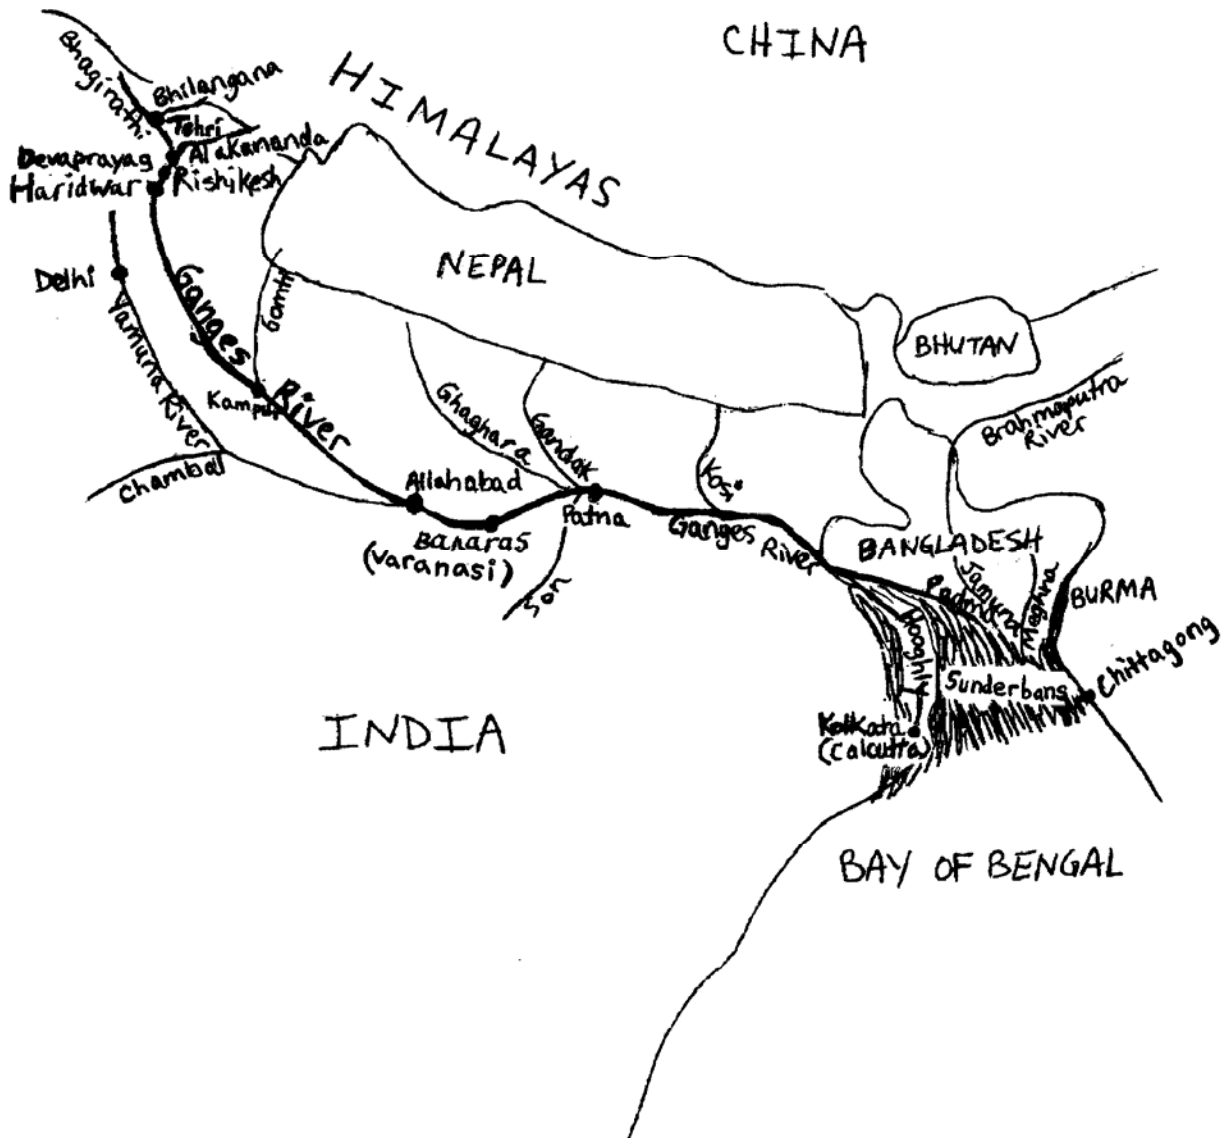 CHINA
HIMALAYAS
Bhagirathi
Bhilangana
Tehri
Alakananda
Devaprayag
Rishikesh
Haridwar
Delhi
NEPAL
Ganges
River
Gomti
BHUTAN
Yamuna River
Kampur
Ghaghara
Gandak
Brahmaputra
River
Chambal
Allahabad
Kosi
Patna
Ganges
River
Banaras
(Varanasi)
Son
BANGLADESH
Padma
Jamuna
Meghna
BURMA
Hooghly
Chittagong
Sunderbans
Kolkata
(Calcutta)
INDIA
BAY OF BENGAL